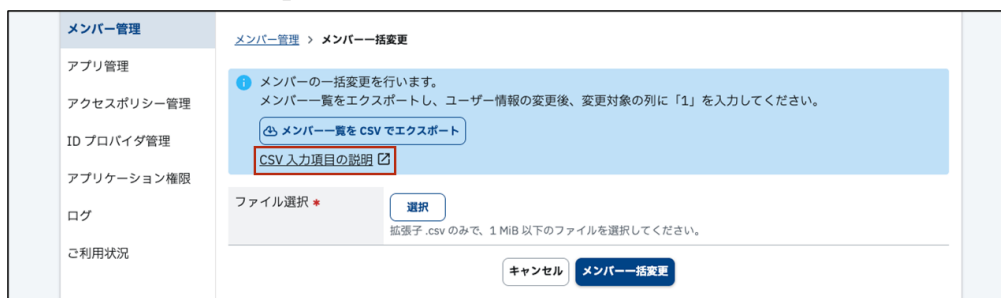 メンバー管理
アプリ管理
アクセスポリシー管理
ID プロバイダ管理
アプリケーション権限
ログ
ご利用状況
メンバー管理 > メンバー一括変更
メンバーの一括変更を行います。
メンバー一覧をエクスポートし、ユーザー情報の変更後、変更対象の列に「1」を入力してください。
メンバー一覧を CSV でエクスポート
CSV 入力項目の説明
ファイル選択 *
選択
拡張子 .csv のみで、1 MiB 以下のファイルを選択してください。
キャンセル
メンバー一括変更